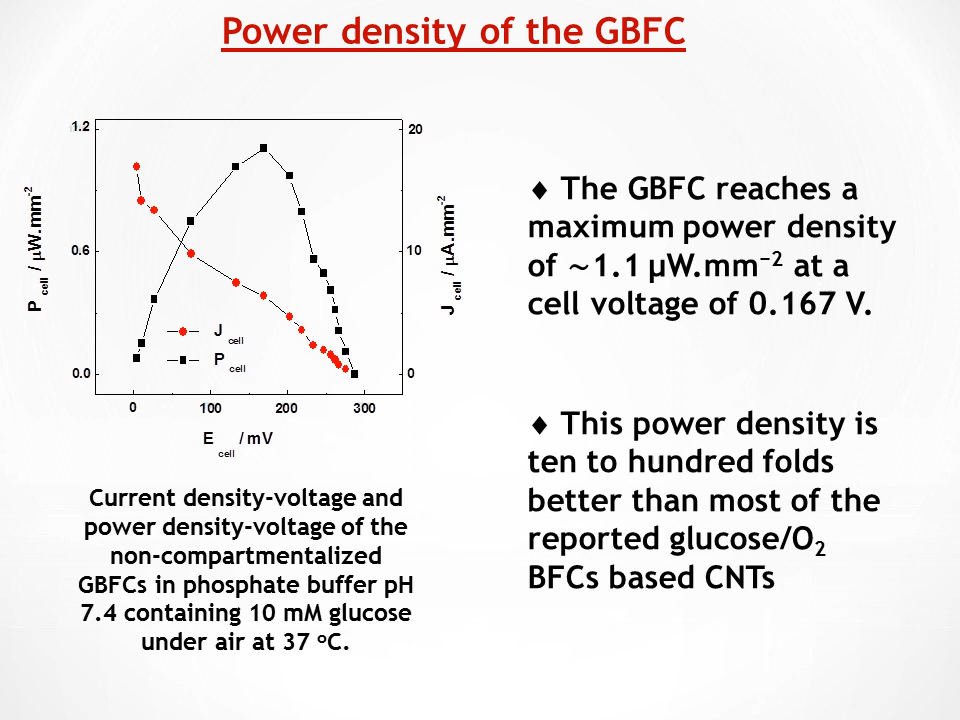 Power density of the GBFC
1.2
0.6
0.0
20
10
0
P cell / µW.mm-2
J cell / µA.mm-2
J cell
P cell
0 100 200 300
E cell / mV
Current density-voltage and
power density-voltage of the
non-compartmentalized
GBFCs in phosphate buffer pH
7.4 containing 10 mM glucose
under air at 37 oC.
♦ The GBFC reaches a
maximum power density
of ~1.1 µW.mm−2 at a
cell voltage of 0.167 V.
♦ This power density is
ten to hundred folds
better than most of the
reported glucose/O2
BFCs based CNTs